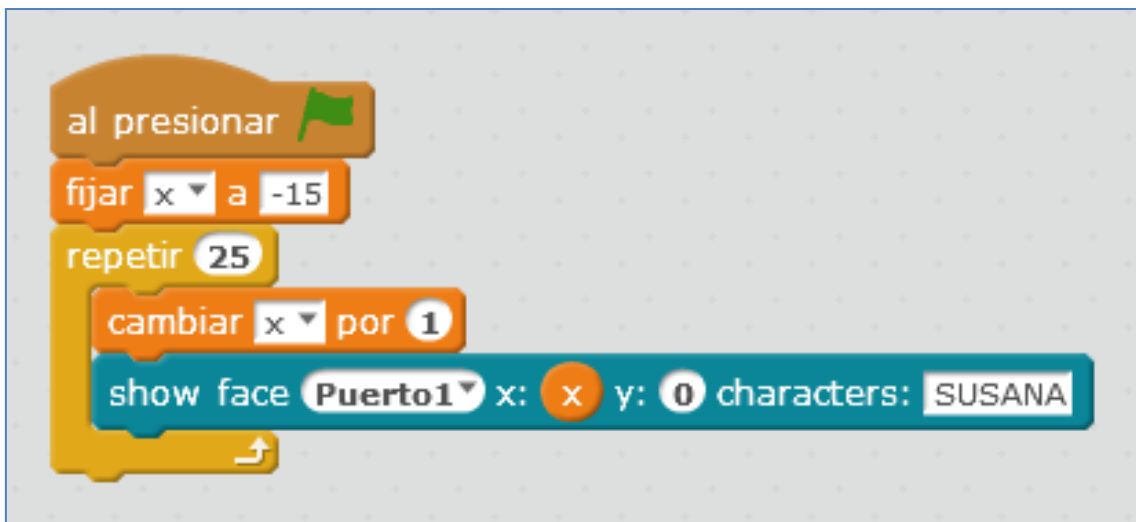 al presionar
fijar x a -15
repetir 25
cambiar x por 1
show face Puerto1 x: x y: 0 characters: SUSANA